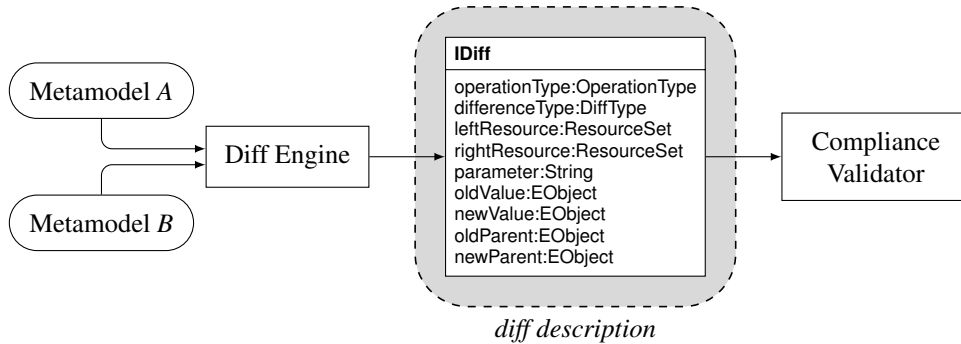 Metamodel A
Metamodel B
Diff Engine
IDiff
operationType:OperationType
differenceType:DiffType
leftResource:ResourceSet
rightResource:ResourceSet
parameter:String
oldValue:EObject
newValue:EObject
oldParent:EObject
newParent:EObject
diff description
Compliance
Validator